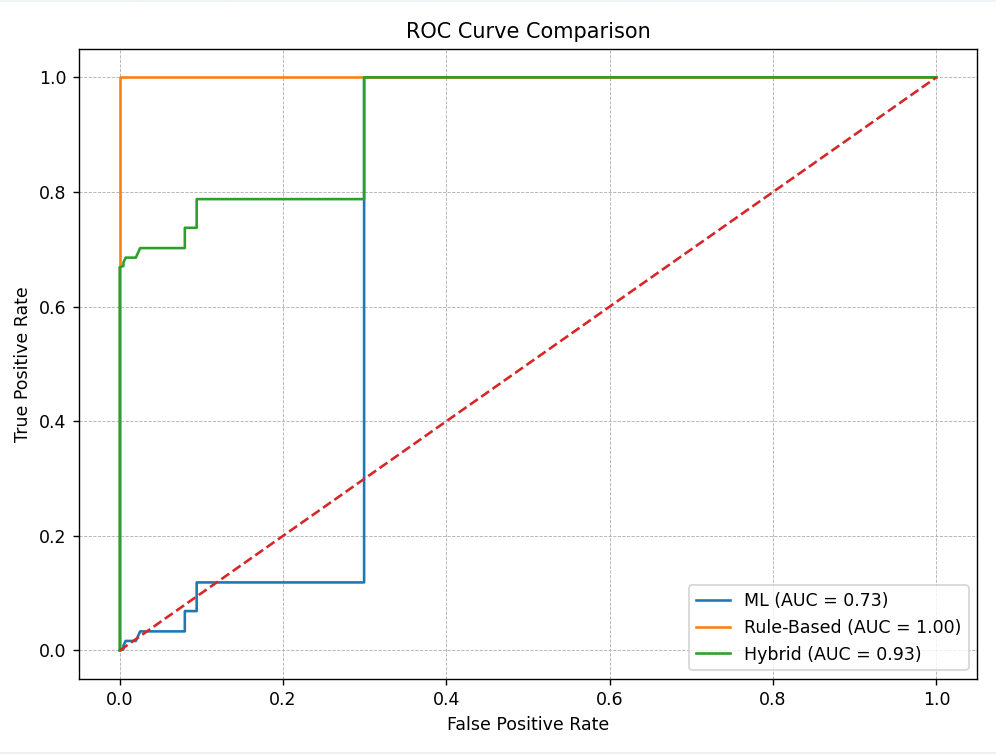 ROC Curve Comparison
1.0
0.8
0.6
0.4
0.2
0.0
True Positive Rate
0.0 0.2 0.4 0.6 0.8 1.0
False Positive Rate
ML (AUC = 0.73)
Rule-Based (AUC = 1.00)
Hybrid (AUC = 0.93)